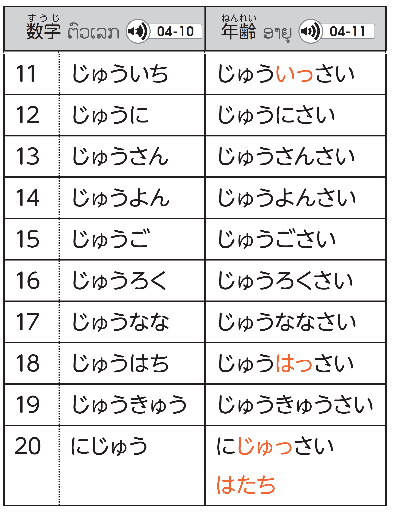 すうじ ねんれい
数字 ຕົວເລກ 04-10 年齢 ອາຍຸ 04-11
11 じゅういち じゅういっさい
12 じゅうに じゅうにさい
13 じゅうさん じゅうさんさい
14 じゅうよん じゅうよんさい
15 じゅうご じゅうごさい
16 じゅうろく じゅうろくさい
17 じゅうなな じゅうななさい
18 じゅうはち じゅうはっさい
19 じゅうきゅう じゅうきゅうさい
20 にじゅう にじゅっさい
はたち